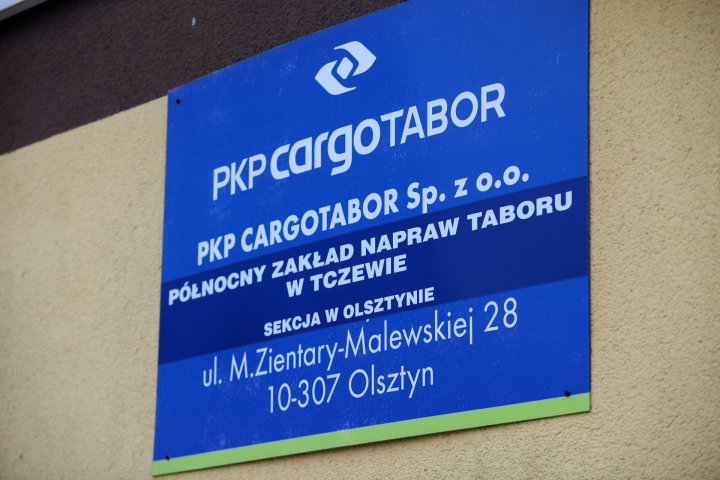 PKP CARGOTABOR
PKP CARGOTABOR Sp. z o.o.
PÓŁNOCNY ZAKŁAD NAPRAW TABORU
W TCZEWIE
SEKCJA W OLSZTYNIE
ul. M.Zientary-Malewskiej 28
10-307 Olsztyn